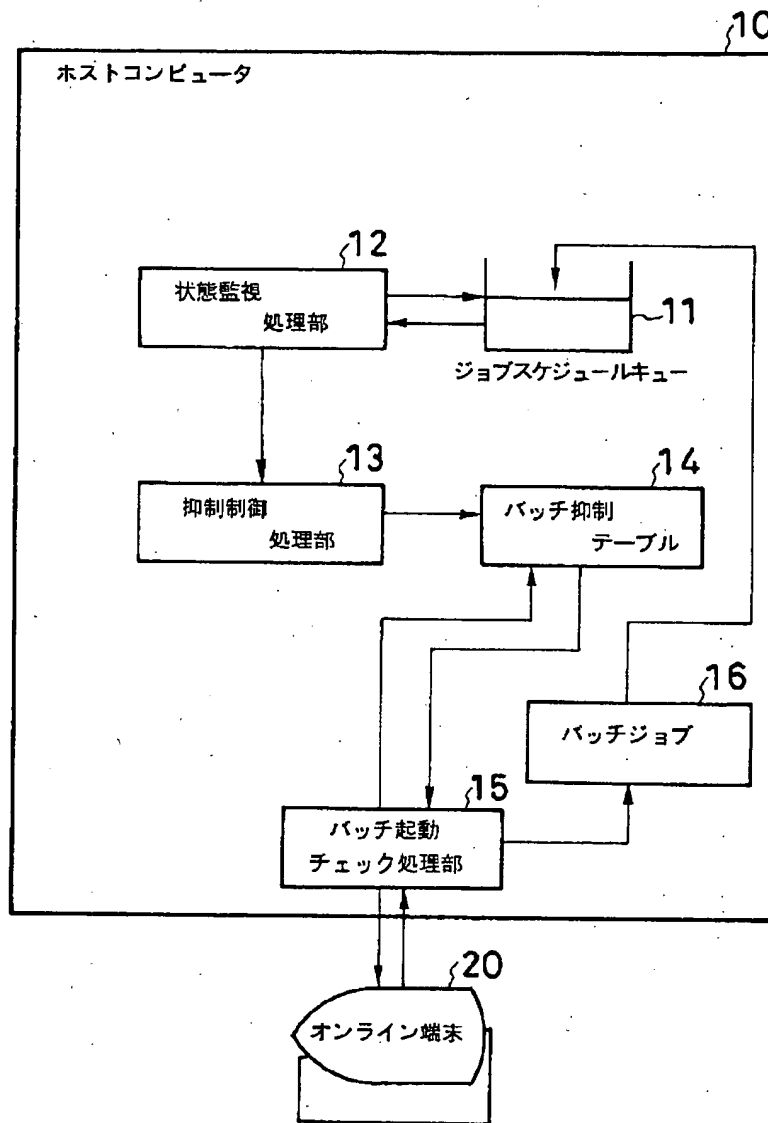 10
ホストコンピュータ
12
状態監視
処理部
11
ジョブスケジュールキュー
13
抑制制御
処理部
14
バッチ抑制
テーブル
16
バッチジョブ
15
バッチ起動
チェック処理部
20
オンライン端末